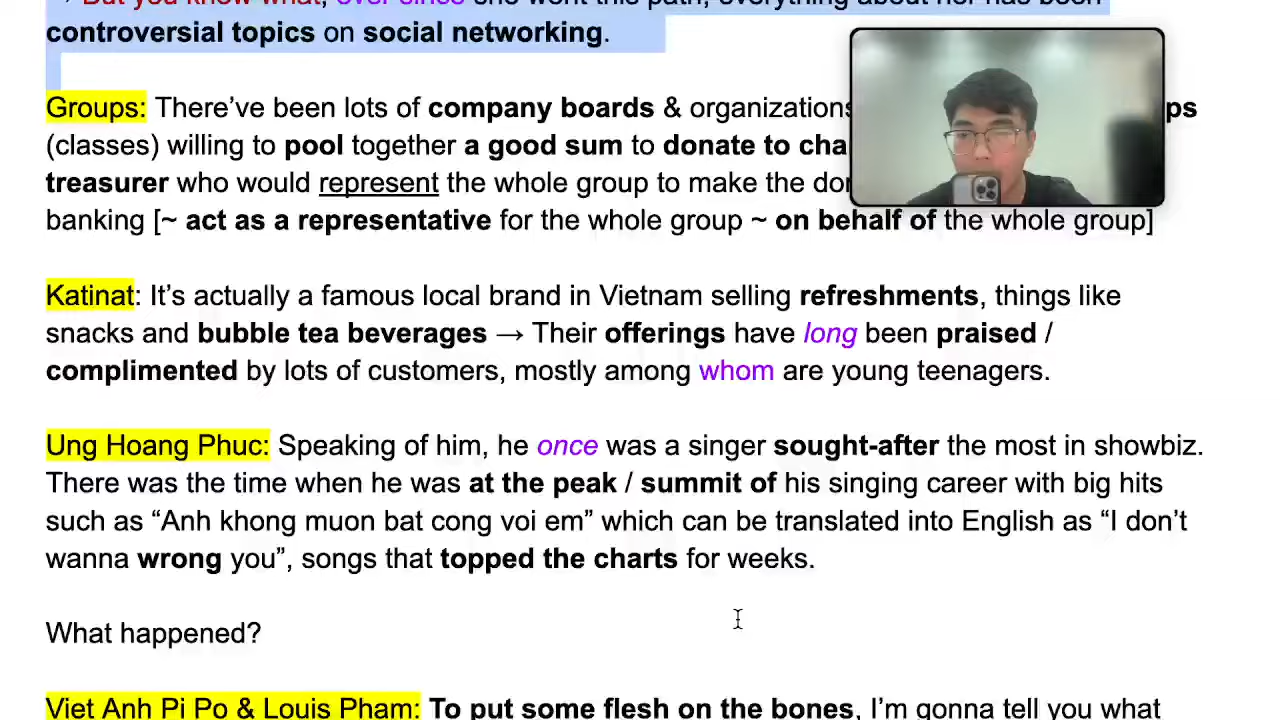 controversial topics on social networking.
Groups: There’ve been lots of company boards & organizations ps
(classes) willing to pool together a good sum to donate to cha
treasurer who would represent the whole group to make the do
banking [~ act as a representative for the whole group ~ on behalf of the whole group]
Katinat: It’s actually a famous local brand in Vietnam selling refreshments, things like
snacks and bubble tea beverages → Their offerings have long been praised /
complimented by lots of customers, mostly among whom are young teenagers.
Ung Hoang Phuc: Speaking of him, he once was a singer sought-after the most in showbiz.
There was the time when he was at the peak / summit of his singing career with big hits
such as “Anh khong muon bat cong voi em” which can be translated into English as “I don’t
wanna wrong you”, songs that topped the charts for weeks.
What happened?
Viet Anh Pi Po & Louis Pham: To put some flesh on the bones, I’m gonna tell you what